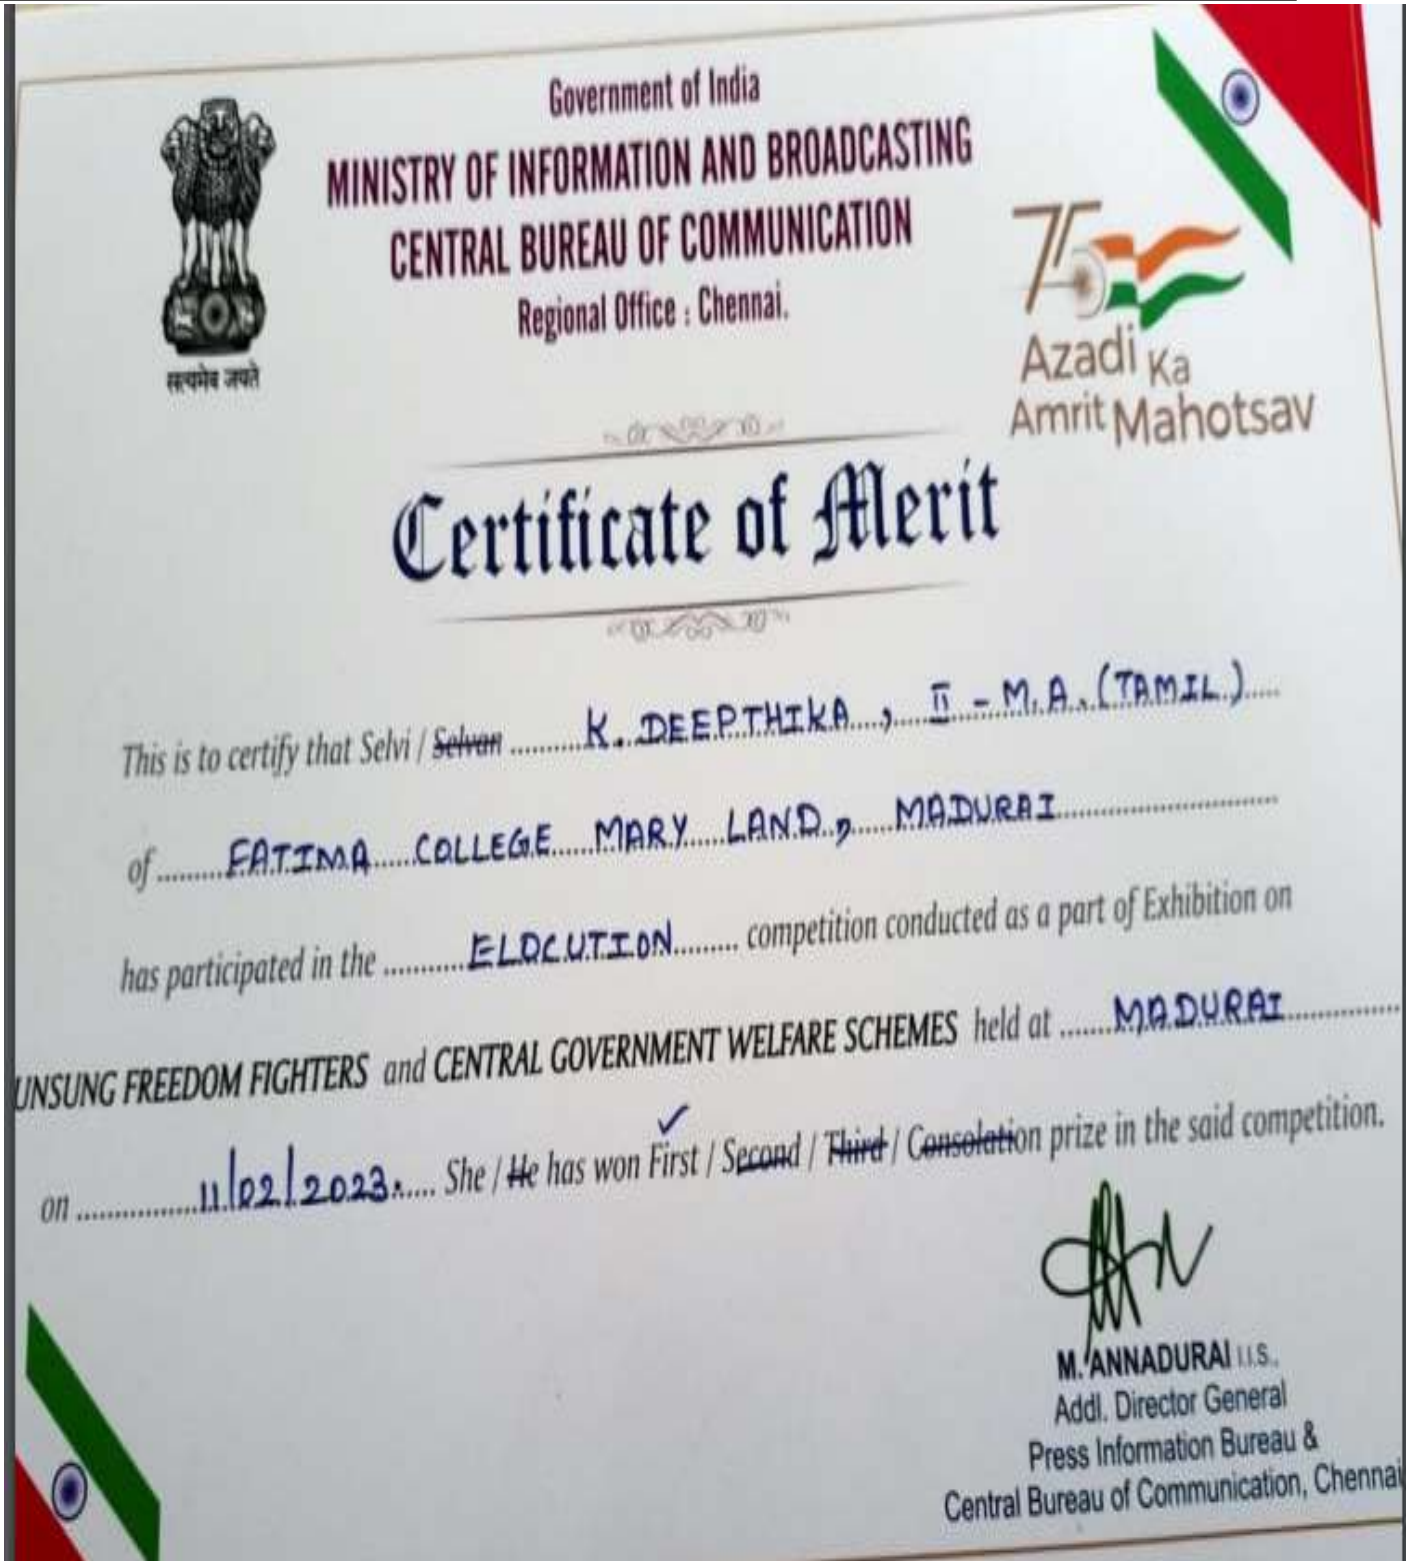 Government of India
MINISTRY OF INFORMATION AND BROADCASTING
CENTRAL BUREAU OF COMMUNICATION
Regional Office : Chennai.
सत्यमेव जयते
75
Azadi Ka
Amrit Mahotsav
Certificate of Merit
This is to certify that Selvi / Selvan K. DEEPTHIKA, II - M.A. (TAMIL)
of FATIMA COLLEGE MARY LAND, MADURAI
has participated in the ELOCUTION competition conducted as a part of Exhibition on
UNSUNG FREEDOM FIGHTERS and CENTRAL GOVERNMENT WELFARE SCHEMES held at MADURAI
on 11/02/2023. She / He has won First / Second / Third / Consolation prize in the said competition.
M. ANNADURAI I.I.S.,
Addl. Director General
Press Information Bureau &
Central Bureau of Communication, Chennai